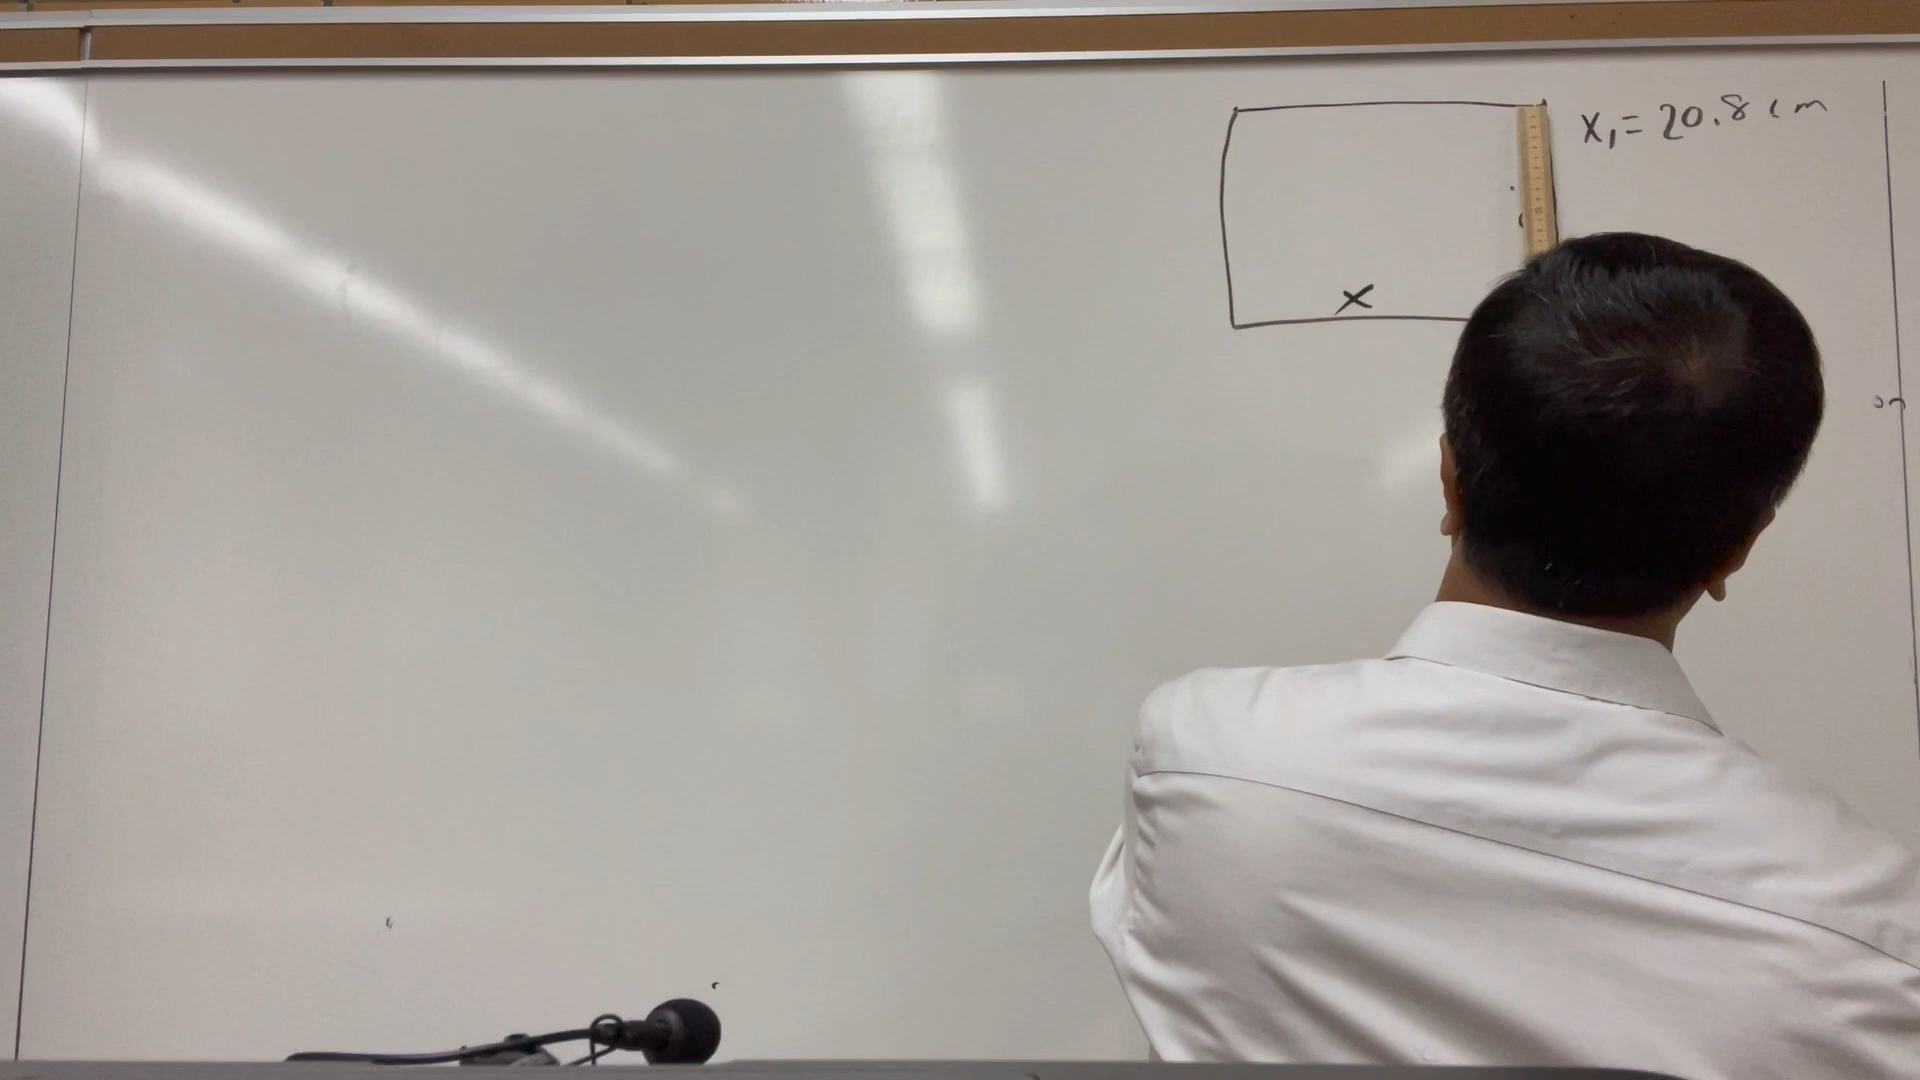 x₁ = 20.8 cm
x